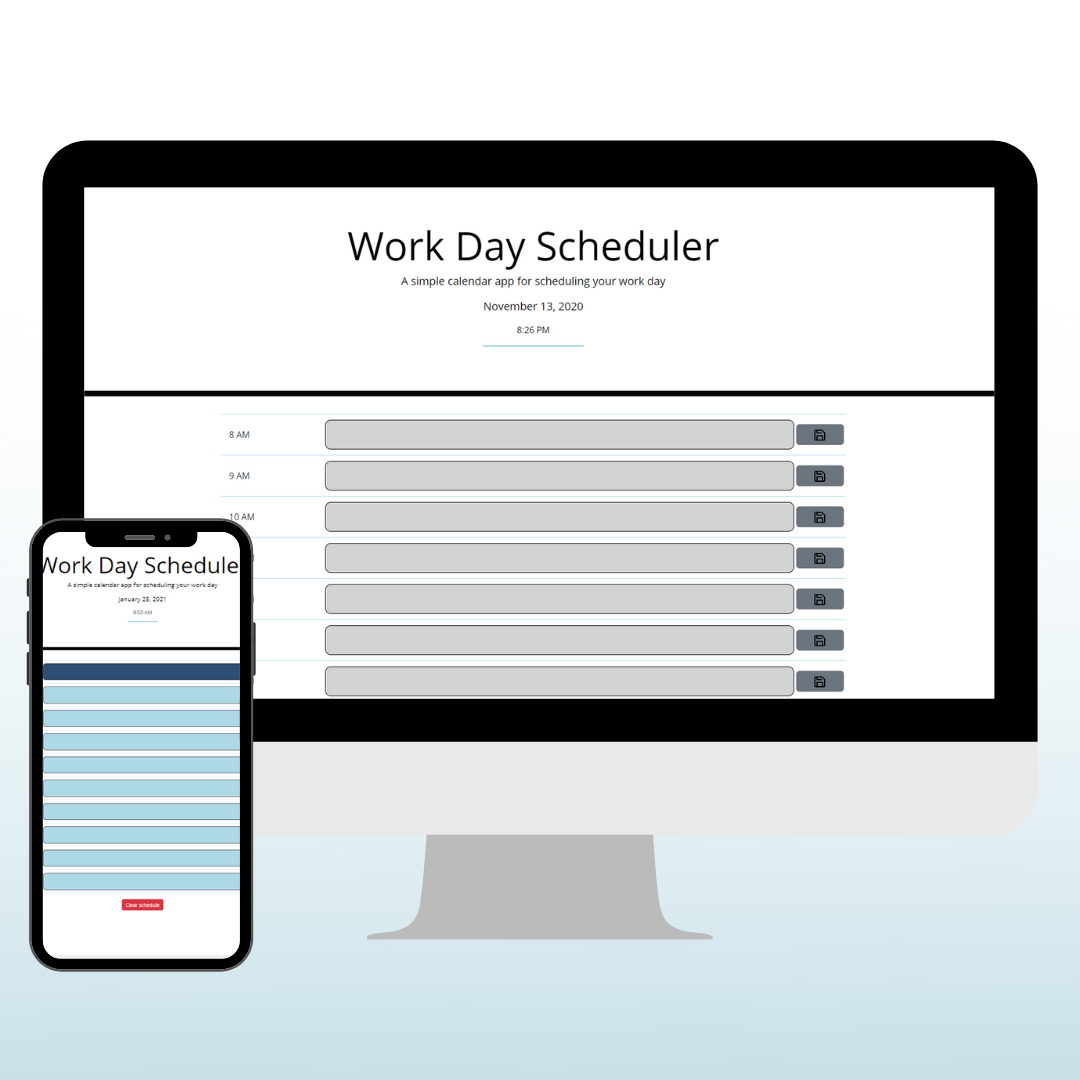 Work Day Scheduler
A simple calendar app for scheduling your work day
November 13, 2020
8:26 PM
8 AM
9 AM
10 AM
Work Day Schedule
A simple calendar app for scheduling your work day
January 25, 2021
8:50 AM
Clear schedule